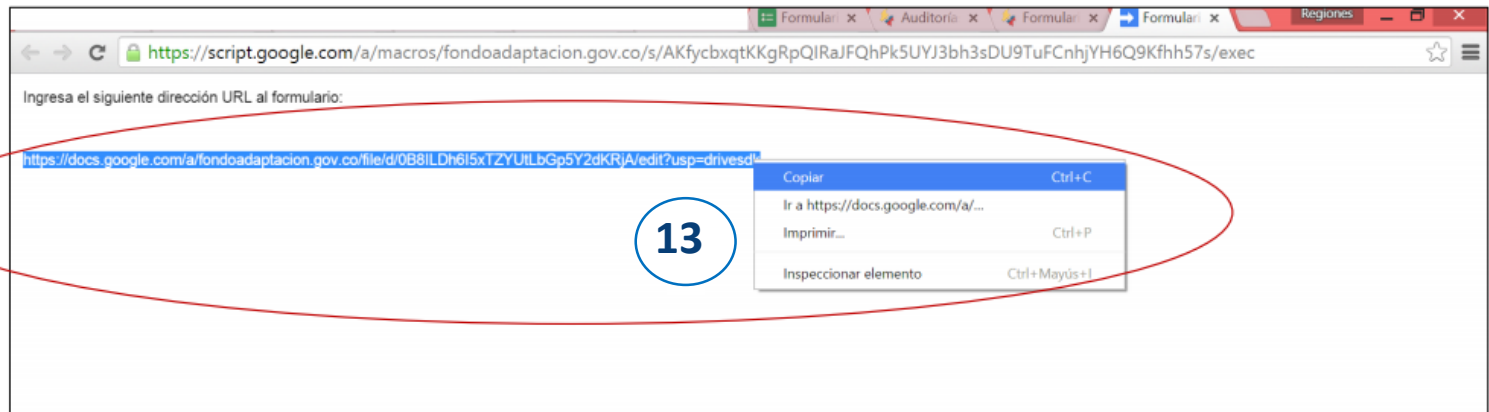 Formulari x Auditoría x Formulari x Formulari x Regiones
https://script.google.com/a/macros/fondoadaptacion.gov.co/s/AKfycbxqtKKgRpQIRaJFQhPk5UYJ3bh3sDU9TuFCnhjYH6Q9Kfhh57s/exec
Ingresa el siguiente dirección URL al formulario:
https://docs.google.com/a/fondoadaptacion.gov.co/file/d/0B8ILDh6I5xTZYUtLbGp5Y2dKRjA/edit?usp=drivesdk
Copiar Ctrl+C
Ir a https://docs.google.com/a/...
Imprimir... Ctrl+P
Inspeccionar elemento Ctrl+Mayús+I
13